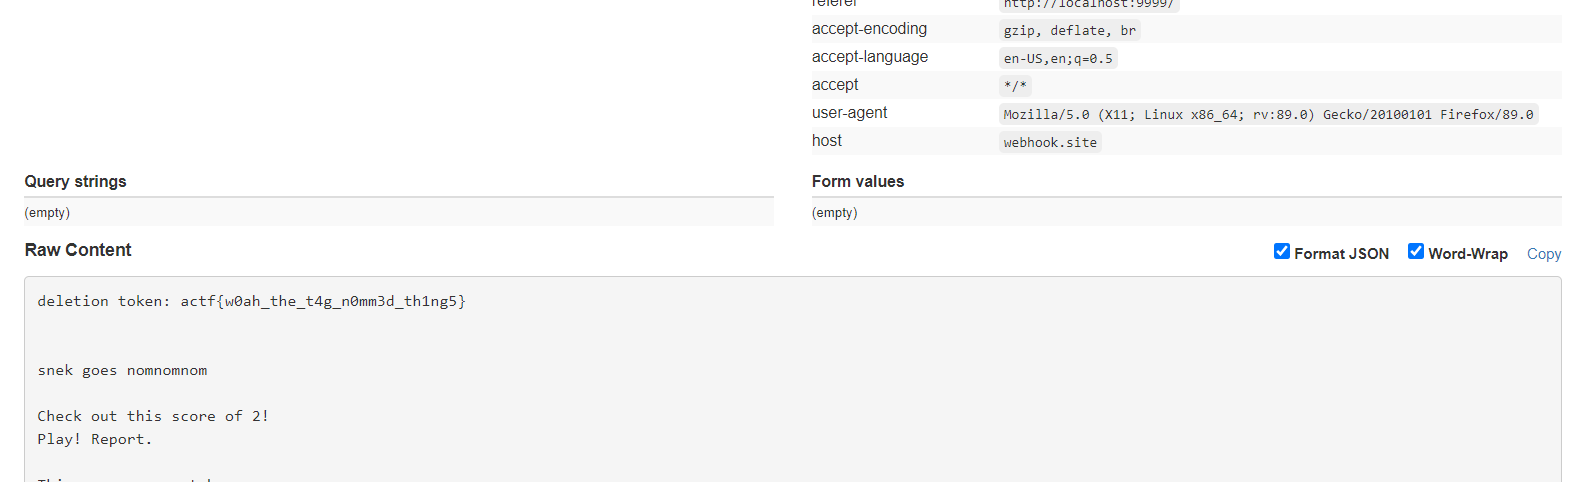 referer http://localhost:9999/
accept-encoding gzip, deflate, br
accept-language en-US,en;q=0.5
accept */*
user-agent Mozilla/5.0 (X11; Linux x86_64; rv:89.0) Gecko/20100101 Firefox/89.0
host webhook.site
Query strings
(empty)
Form values
(empty)
Raw Content
Format JSON Word-Wrap Copy
deletion token: actf{w0ah_the_t4g_n0mm3d_th1ng5}
snek goes nomnomnom
Check out this score of 2!
Play! Report.